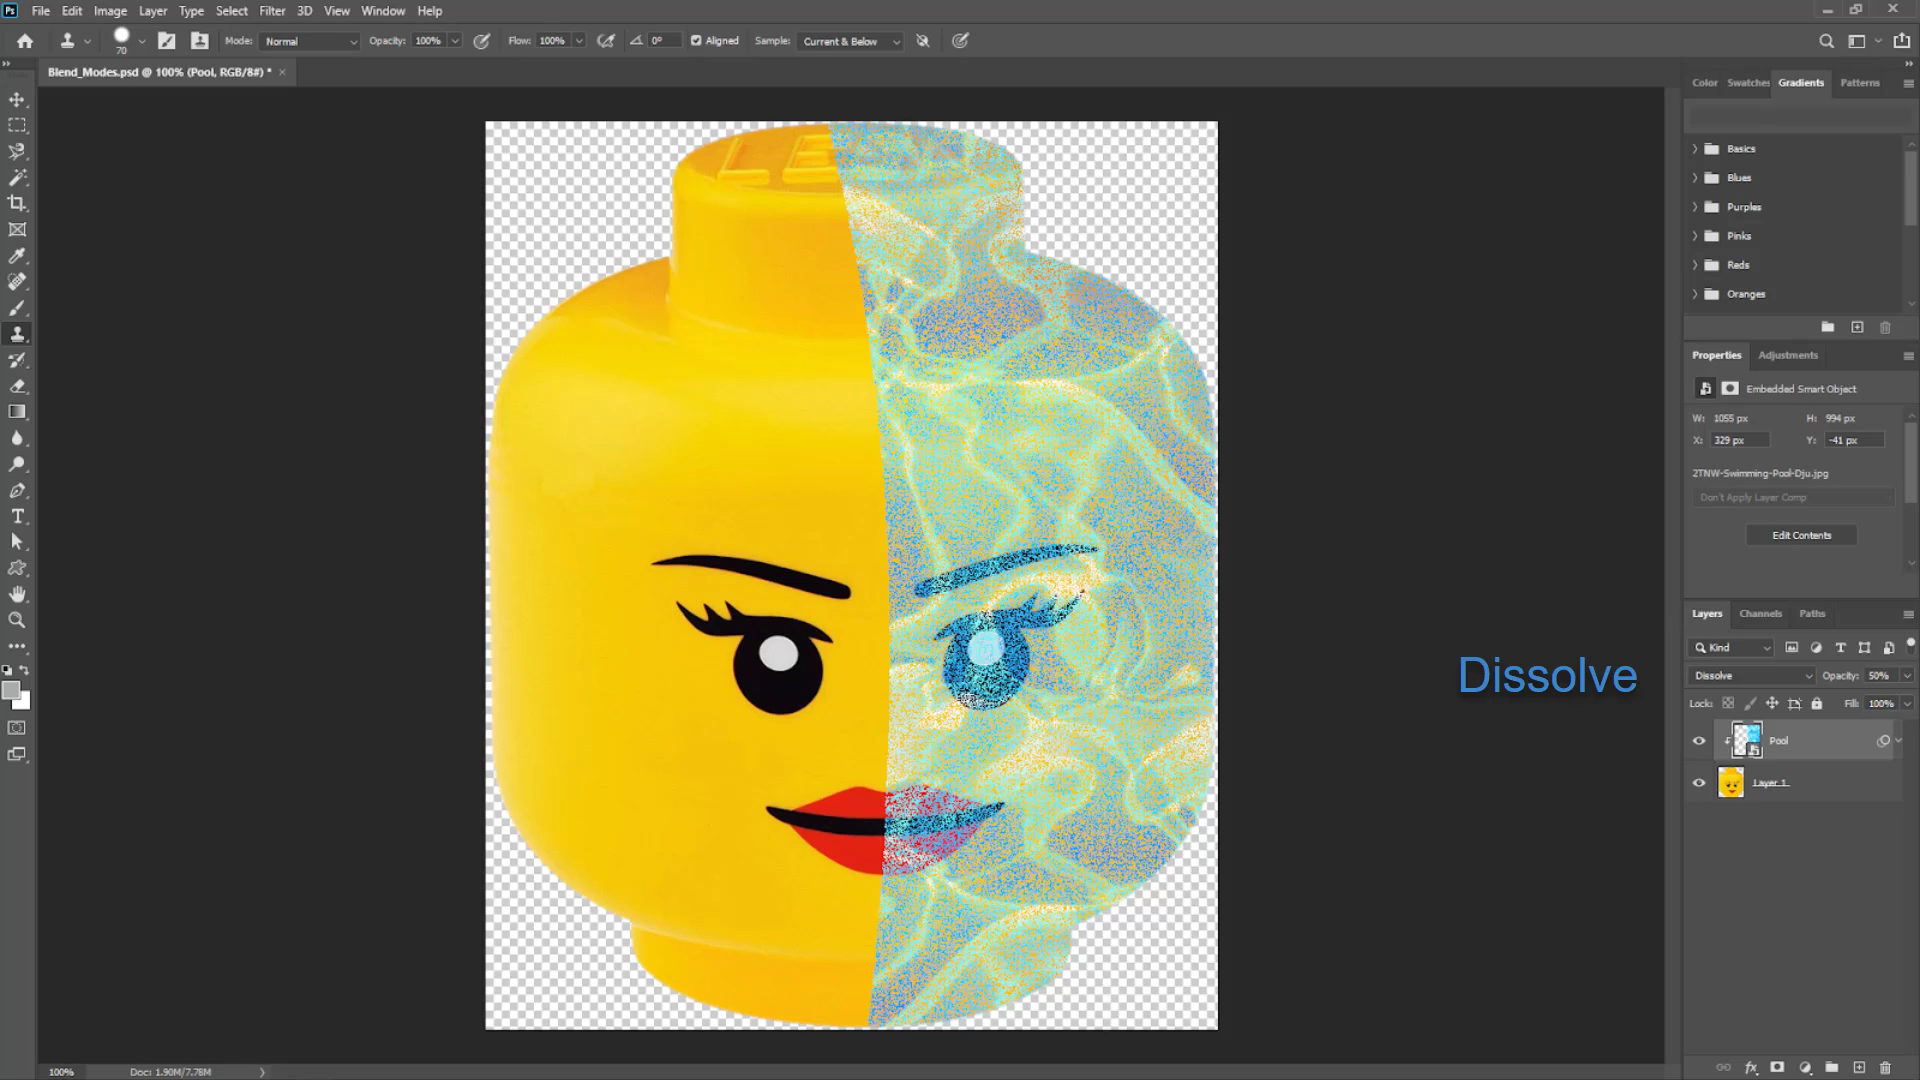 Ps File Edit Image Layer Type Select Filter 3D View Window Help
70 Mode: Normal Opacity: 100% Flow: 100% 0° Aligned Sample: Current & Below
Blend_Modes.psd @ 100% (Pool, RGB/8#) *
Color Swatches Gradients Patterns
Basics
Blues
Purples
Pinks
Reds
Oranges
Properties Adjustments
Embedded Smart Object
W: 1055 px H: 994 px
X: 329 px Y: -41 px
2TNW-Swimming-Pool-Dju.jpg
Don't Apply Layer Comp
Edit Contents
Layers Channels Paths
Kind
Dissolve
Dissolve Opacity: 50%
Lock: Fill: 100%
Pool
Layer 1
100% Doc: 1.90M/7.78M